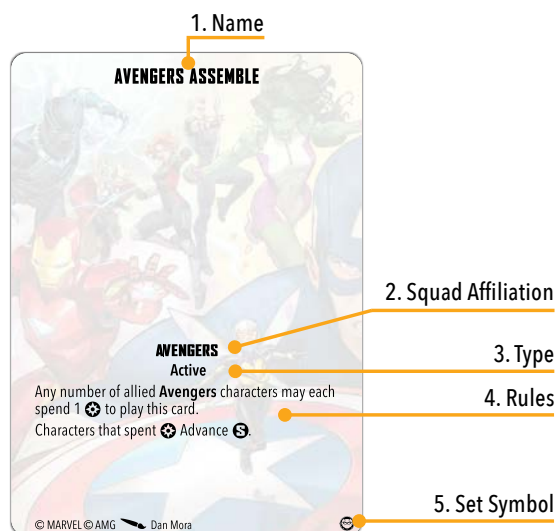 1. Name
AVENGERS ASSEMBLE
2. Squad Affiliation
AVENGERS
3. Type
Active
4. Rules
Any number of allied Avengers characters may each
spend 1 to play this card.
Characters that spent Advance S.
5. Set Symbol
© MARVEL © AMG Dan Mora